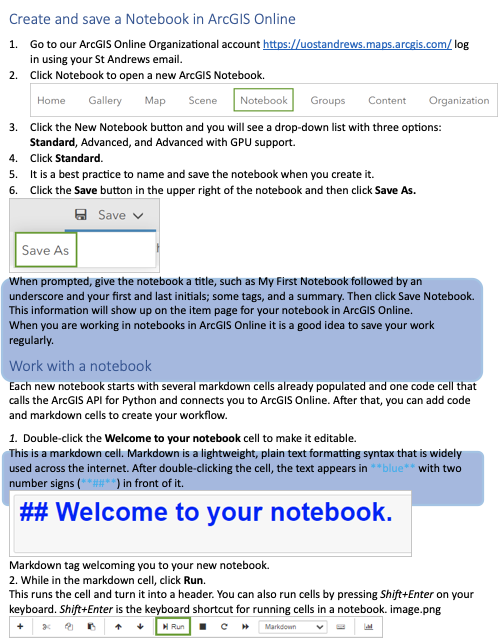 Create and save a Notebook in ArcGIS Online
1. Go to our ArcGIS Online Organizational account https://uostandrews.maps.arcgis.com/ log
in using your St Andrews email.
2. Click Notebook to open a new ArcGIS Notebook.
Home Gallery Map Scene Notebook Groups Content Organization
3. Click the New Notebook button and you will see a drop-down list with three options:
Standard, Advanced, and Advanced with GPU support.
4. Click Standard.
5. It is a best practice to name and save the notebook when you create it.
6. Click the Save button in the upper right of the notebook and then click Save As.
Save
Save As
When prompted, give the notebook a title, such as My First Notebook followed by an
underscore and your first and last initials; some tags, and a summary. Then click Save Notebook.
This information will show up on the item page for your notebook in ArcGIS Online.
When you are working in notebooks in ArcGIS Online it is a good idea to save your work
regularly.
Work with a notebook
Each new notebook starts with several markdown cells already populated and one code cell that
calls the ArcGIS API for Python and connects you to ArcGIS Online. After that, you can add code
and markdown cells to create your workflow.
1. Double-click the Welcome to your notebook cell to make it editable.
This is a markdown cell. Markdown is a lightweight, plain text formatting syntax that is widely
used across the internet. After double-clicking the cell, the text appears in **blue** with two
number signs (**##**) in front of it.
## Welcome to your notebook.
Markdown tag welcoming you to your new notebook.
2. While in the markdown cell, click Run.
This runs the cell and turn it into a header. You can also run cells by pressing Shift+Enter on your
keyboard. Shift+Enter is the keyboard shortcut for running cells in a notebook. image.png
Run Markdown